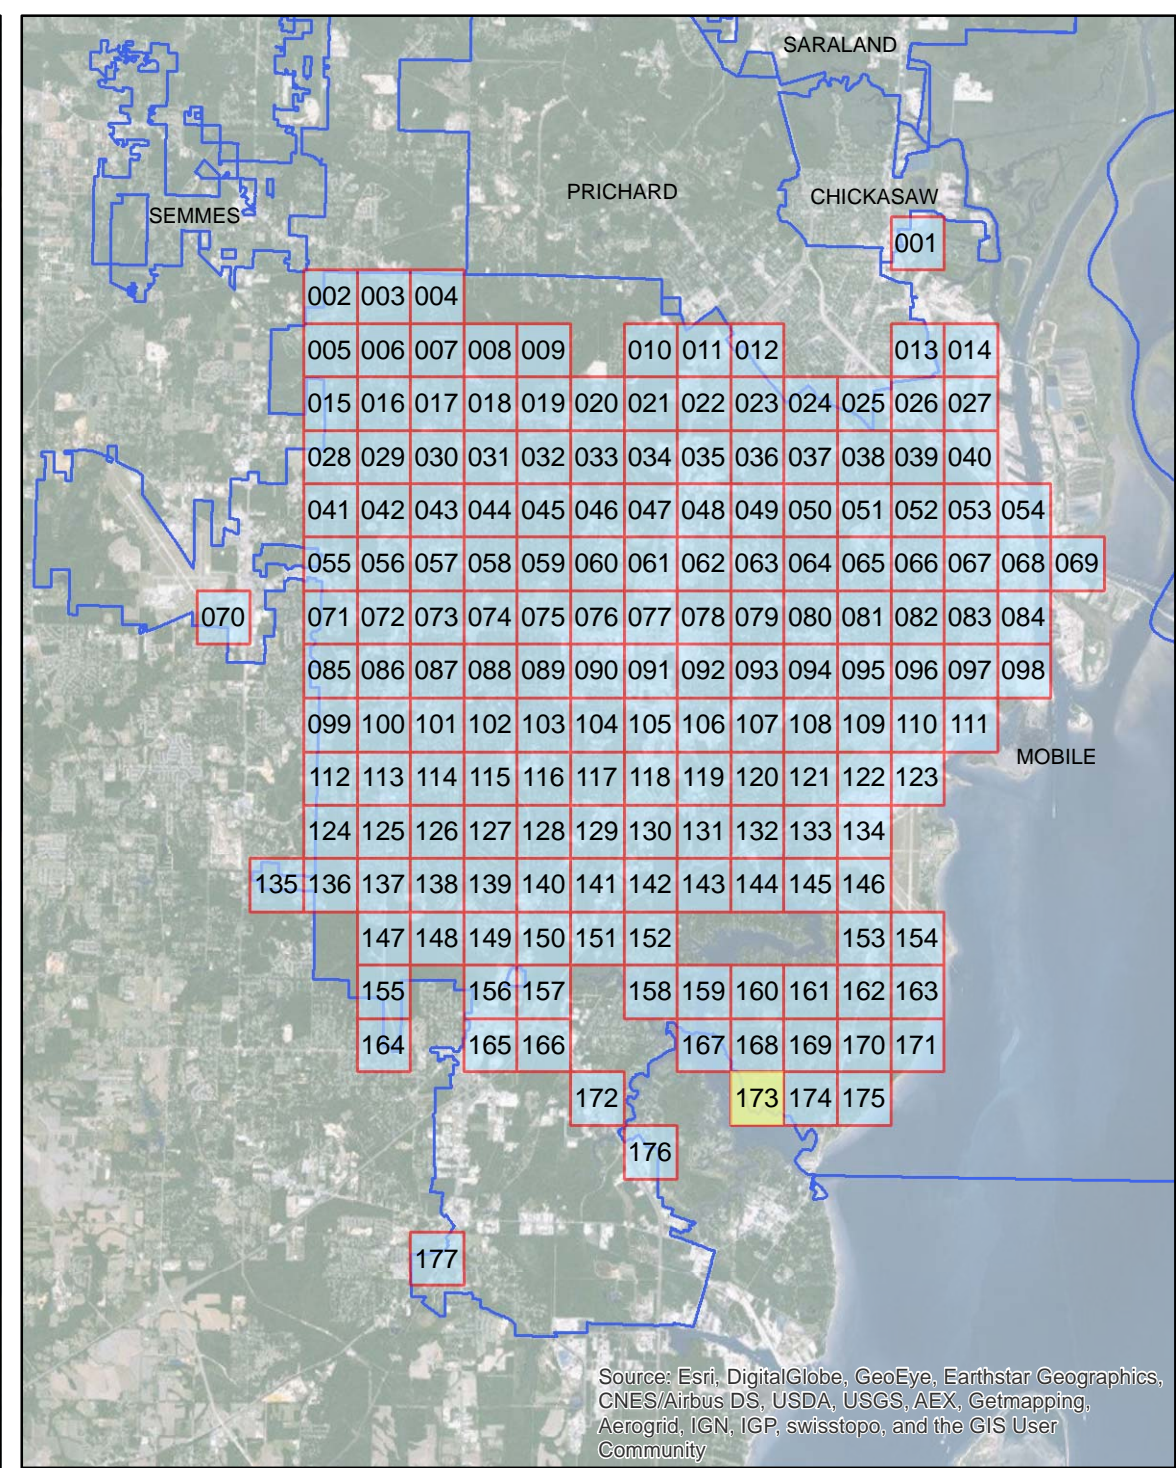 SARALAND
PRICHARD
CHICKASAW
SEMMES
001
002 003 004
005 006 007 008 009 010 011 012 013 014
015 016 017 018 019 020 021 022 023 024 025 026 027
028 029 030 031 032 033 034 035 036 037 038 039 040
041 042 043 044 045 046 047 048 049 050 051 052 053 054
055 056 057 058 059 060 061 062 063 064 065 066 067 068 069
070 071 072 073 074 075 076 077 078 079 080 081 082 083 084
085 086 087 088 089 090 091 092 093 094 095 096 097 098
099 100 101 102 103 104 105 106 107 108 109 110 111
MOBILE
112 113 114 115 116 117 118 119 120 121 122 123
124 125 126 127 128 129 130 131 132 133 134
135 136 137 138 139 140 141 142 143 144 145 146
147 148 149 150 151 152 153 154
155 156 157 158 159 160 161 162 163
164 165 166 167 168 169 170 171
172 173 174 175
176
177
Source: Esri, DigitalGlobe, GeoEye, Earthstar Geographics,
CNES/Airbus DS, USDA, USGS, AEX, Getmapping,
Aerogrid, IGN, IGP, swisstopo, and the GIS User
Community